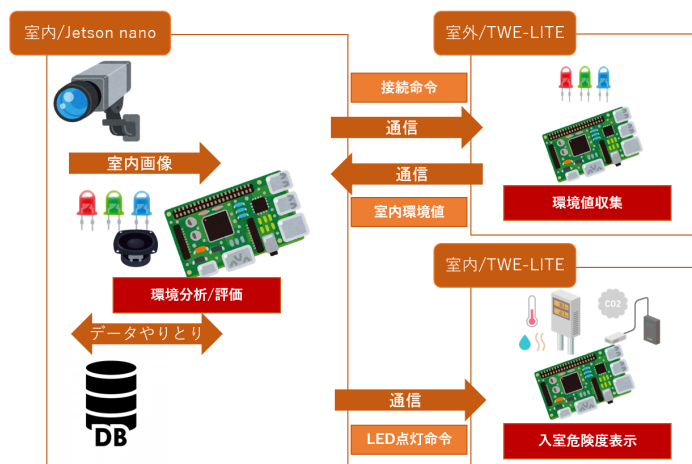 室内/Jetson nano
室内画像
環境分析/評価
データやりとり
DB
接続命令
通信
通信
室内環境値
通信
LED点灯命令
室外/TWE-LITE
環境値収集
室内/TWE-LITE
CO2
入室危険度表示